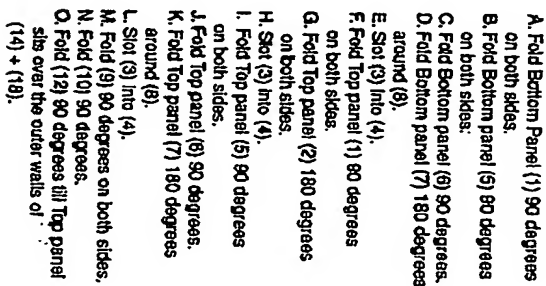 A. Fold Bottom Panel (1) 90 degrees
on both sides.
B. Fold Bottom panel (5) 90 degrees
on both sides:
C. Fold Bottom panel (6) 90 degrees.
D. Fold Bottom panel (7) 180 degrees
around (8).
E. Slot (3) into (4).
F. Fold Top panel (1) 90 degrees
on both sides.
G. Fold Top panel (2) 180 degrees
on both sides.
H. Slot (3) into (4).
I. Fold Top panel (5) 90 degrees
on both sides.
J. Fold Top panel (6) 90 degrees.
K. Fold Top panel (7) 180 degrees
around (8).
L. Slot (3) into (4).
M. Fold (9) 90 degrees on both sides,
N. Fold (10) 90 degrees.
O. Fold (12) 90 degrees till Top panel
sits over the outer walls of
(14) + (18).